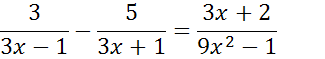 3/(3x − 1) − 5/(3x + 1) = (3x + 2)/(9x² − 1)